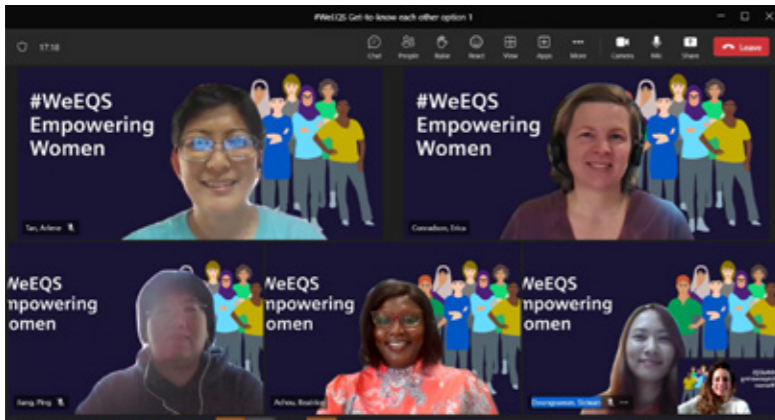 #WeEQS Get-to-know each other option 1
17:18
Chat
People
Raise
React
View
Apps
More
Camera
Mic
Share
Leave
#WeEQS
Empowering
Women
#WeEQS
Empowering
Women
Tan, Arlene
Conradson, Erica
WeEQS
mpowering
omen
WeEQS
mpowering
omen
WeEQS
mpowering
omen
Jiang, Ping